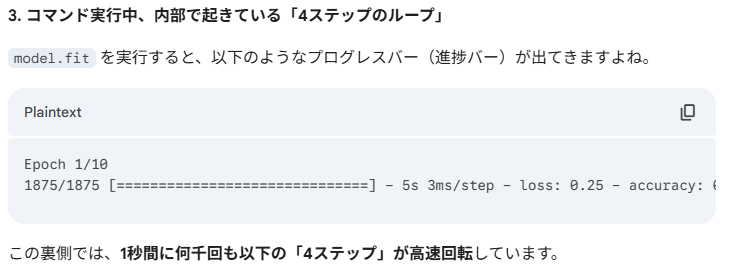 3. コマンド実行中、内部で起きている「4ステップのループ」
model.fit を実行すると、以下のようなプログレスバー（進捗バー）が出てきますよね。
Plaintext
Epoch 1/10
1875/1875 [==============================] - 5s 3ms/step - loss: 0.25 - accuracy:
この裏側では、1秒間に何千回も以下の「4ステップ」が高速回転しています。